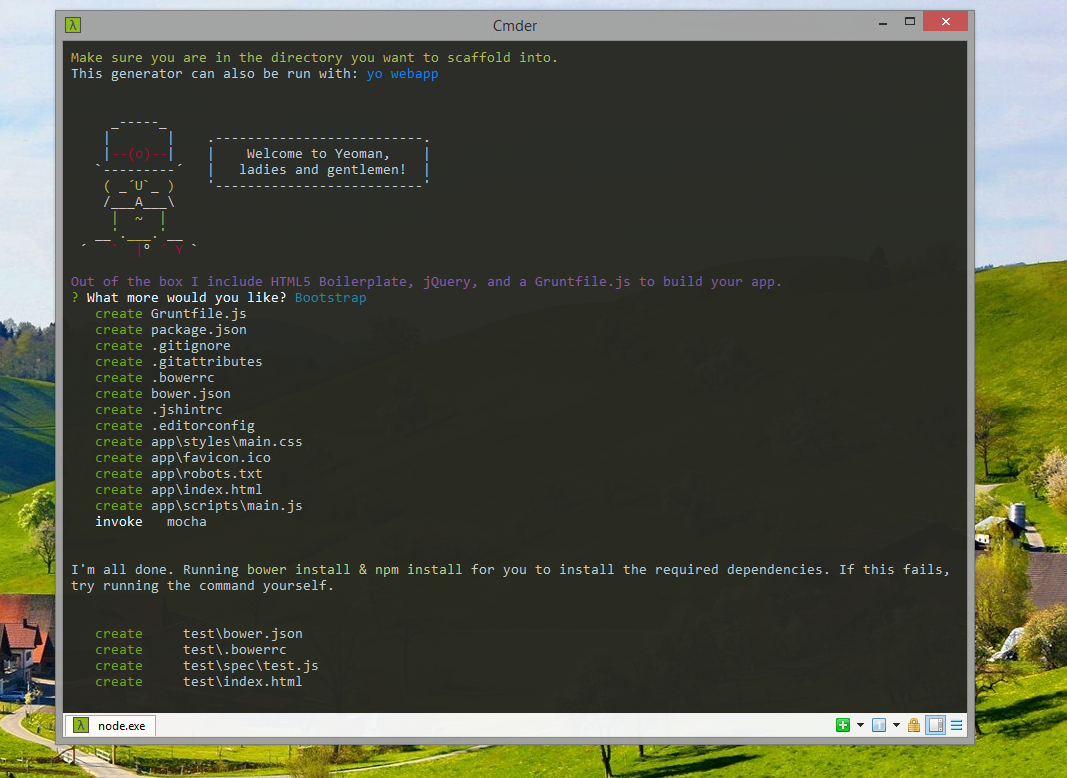 Cmder
Make sure you are in the directory you want to scaffold into.
This generator can also be run with: yo webapp
     _-----_
    |       |    .--------------------------.
    |--(o)--|    |    Welcome to Yeoman,    |
   `---------´   |   ladies and gentlemen!  |
    ( _´U`_ )    '--------------------------'
    /___A___\
     |  ~  |
   __'.___.'__
 ´   `  |° ´ Y `
Out of the box I include HTML5 Boilerplate, jQuery, and a Gruntfile.js to build your app.
? What more would you like? Bootstrap
create Gruntfile.js
create package.json
create .gitignore
create .gitattributes
create .bowerrc
create bower.json
create .jshintrc
create .editorconfig
create app\styles\main.css
create app\favicon.ico
create app\robots.txt
create app\index.html
create app\scripts\main.js
invoke   mocha
I'm all done. Running bower install & npm install for you to install the required dependencies. If this fails,
try running the command yourself.
create     test\bower.json
create     test\.bowerrc
create     test\spec\test.js
create     test\index.html
λ node.exe